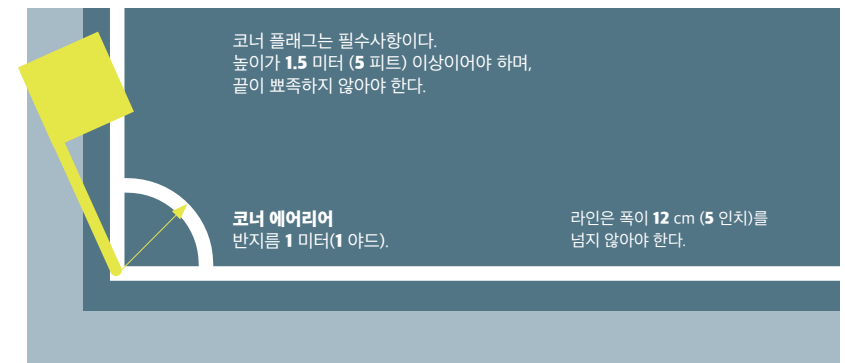 코너 플래그는 필수사항이다.
높이가 1.5 미터 (5 피트) 이상이어야 하며,
끝이 뾰족하지 않아야 한다.
코너 에어리어
반지름 1 미터(1 야드).
라인은 폭이 12 cm (5 인치)를
넘지 않아야 한다.